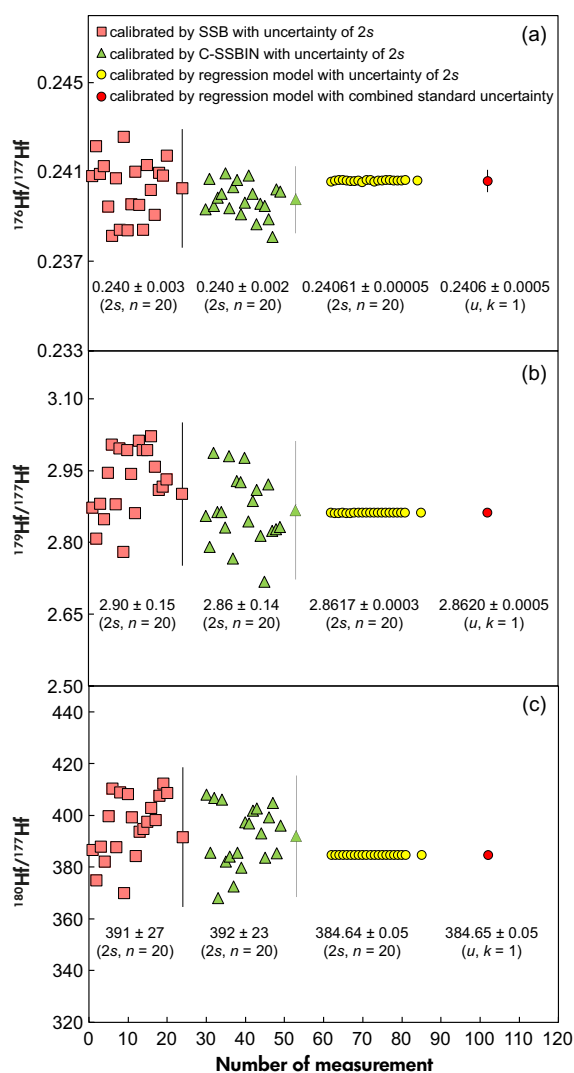 calibrated by SSB with uncertainty of 2s
(a)
calibrated by C-SSBIN with uncertainty of 2s
calibrated by regression model with uncertainty of 2s
calibrated by regression model with combined standard uncertainty
0.245
0.241
0.237
0.233
¹⁷⁶Hf/¹⁷⁷Hf
0.240 ± 0.003 0.240 ± 0.002 0.24061 ± 0.00005 0.2406 ± 0.0005
(2s, n = 20) (2s, n = 20) (2s, n = 20) (u, k = 1)
(b)
3.10
2.95
2.80
2.65
2.50
¹⁷⁹Hf/¹⁷⁷Hf
2.90 ± 0.15 2.86 ± 0.14 2.8617 ± 0.0003 2.8620 ± 0.0005
(2s, n = 20) (2s, n = 20) (2s, n = 20) (u, k = 1)
(c)
440
420
400
380
360
340
320
¹⁸⁰Hf/¹⁷⁷Hf
391 ± 27 392 ± 23 384.64 ± 0.05 384.65 ± 0.05
(2s, n = 20) (2s, n = 20) (2s, n = 20) (u, k = 1)
0 10 20 30 40 50 60 70 80 90 100 110 120
Number of measurement